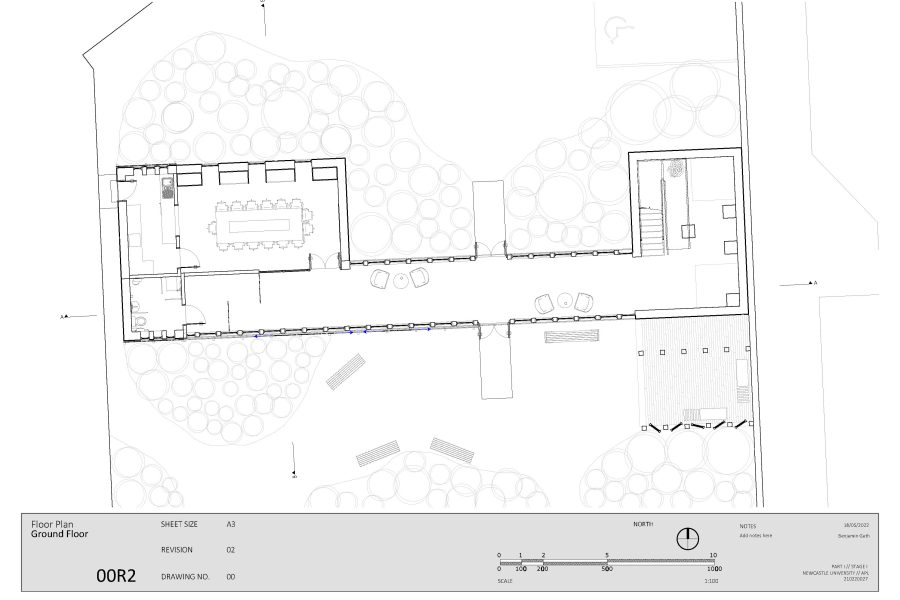 B
A
A
B
Floor Plan
Ground Floor
SHEET SIZE A3
REVISION 02
00R2
DRAWING NO. 00
NORTH
NOTES
Add notes here
18/05/2022
Benjamin Gath
0 1 2 5 10
0 100 200 500 1000
SCALE
1:100
PART I // STAGE I
NEWCASTLE UNIVERSITY // APL
210220027